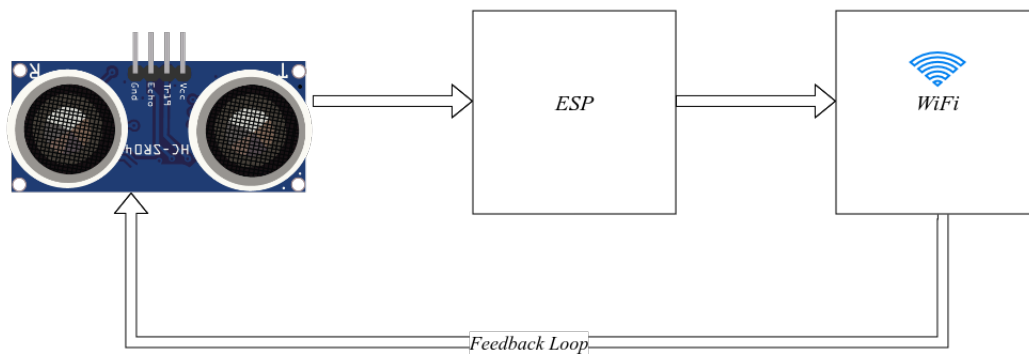 R T
Gnd Echo Trig Vcc
HC-SR04
ESP
WiFi
Feedback Loop